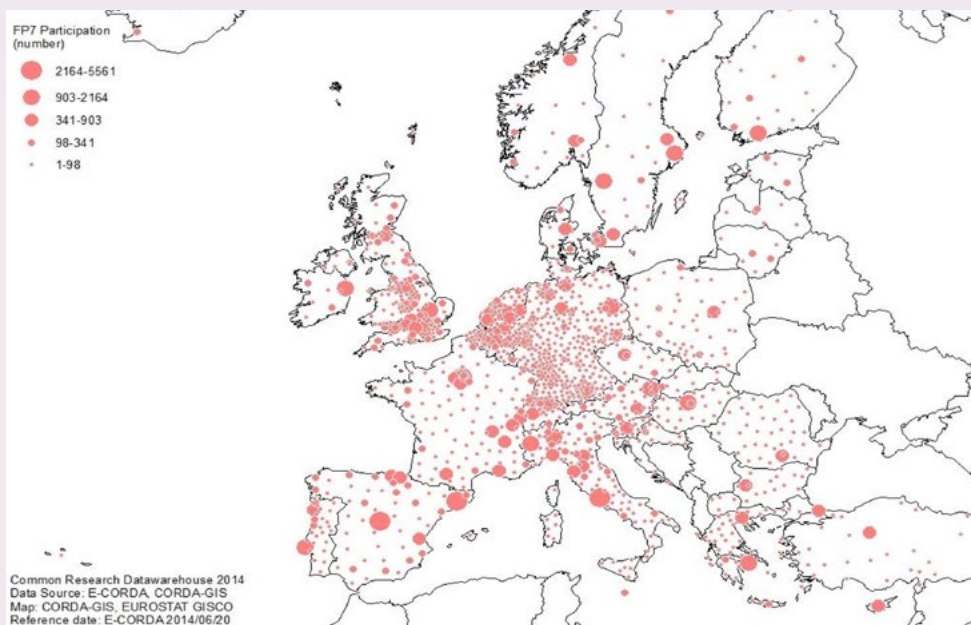 FP7 Participation
(number)
2164-5561
903-2164
341-903
98-341
1-98
Common Research Datawarehouse 2014
Data Source: E-CORDA, CORDA-GIS
Map: CORDA-GIS, EUROSTAT GISCO
Reference date: E-CORDA 2014/06/20